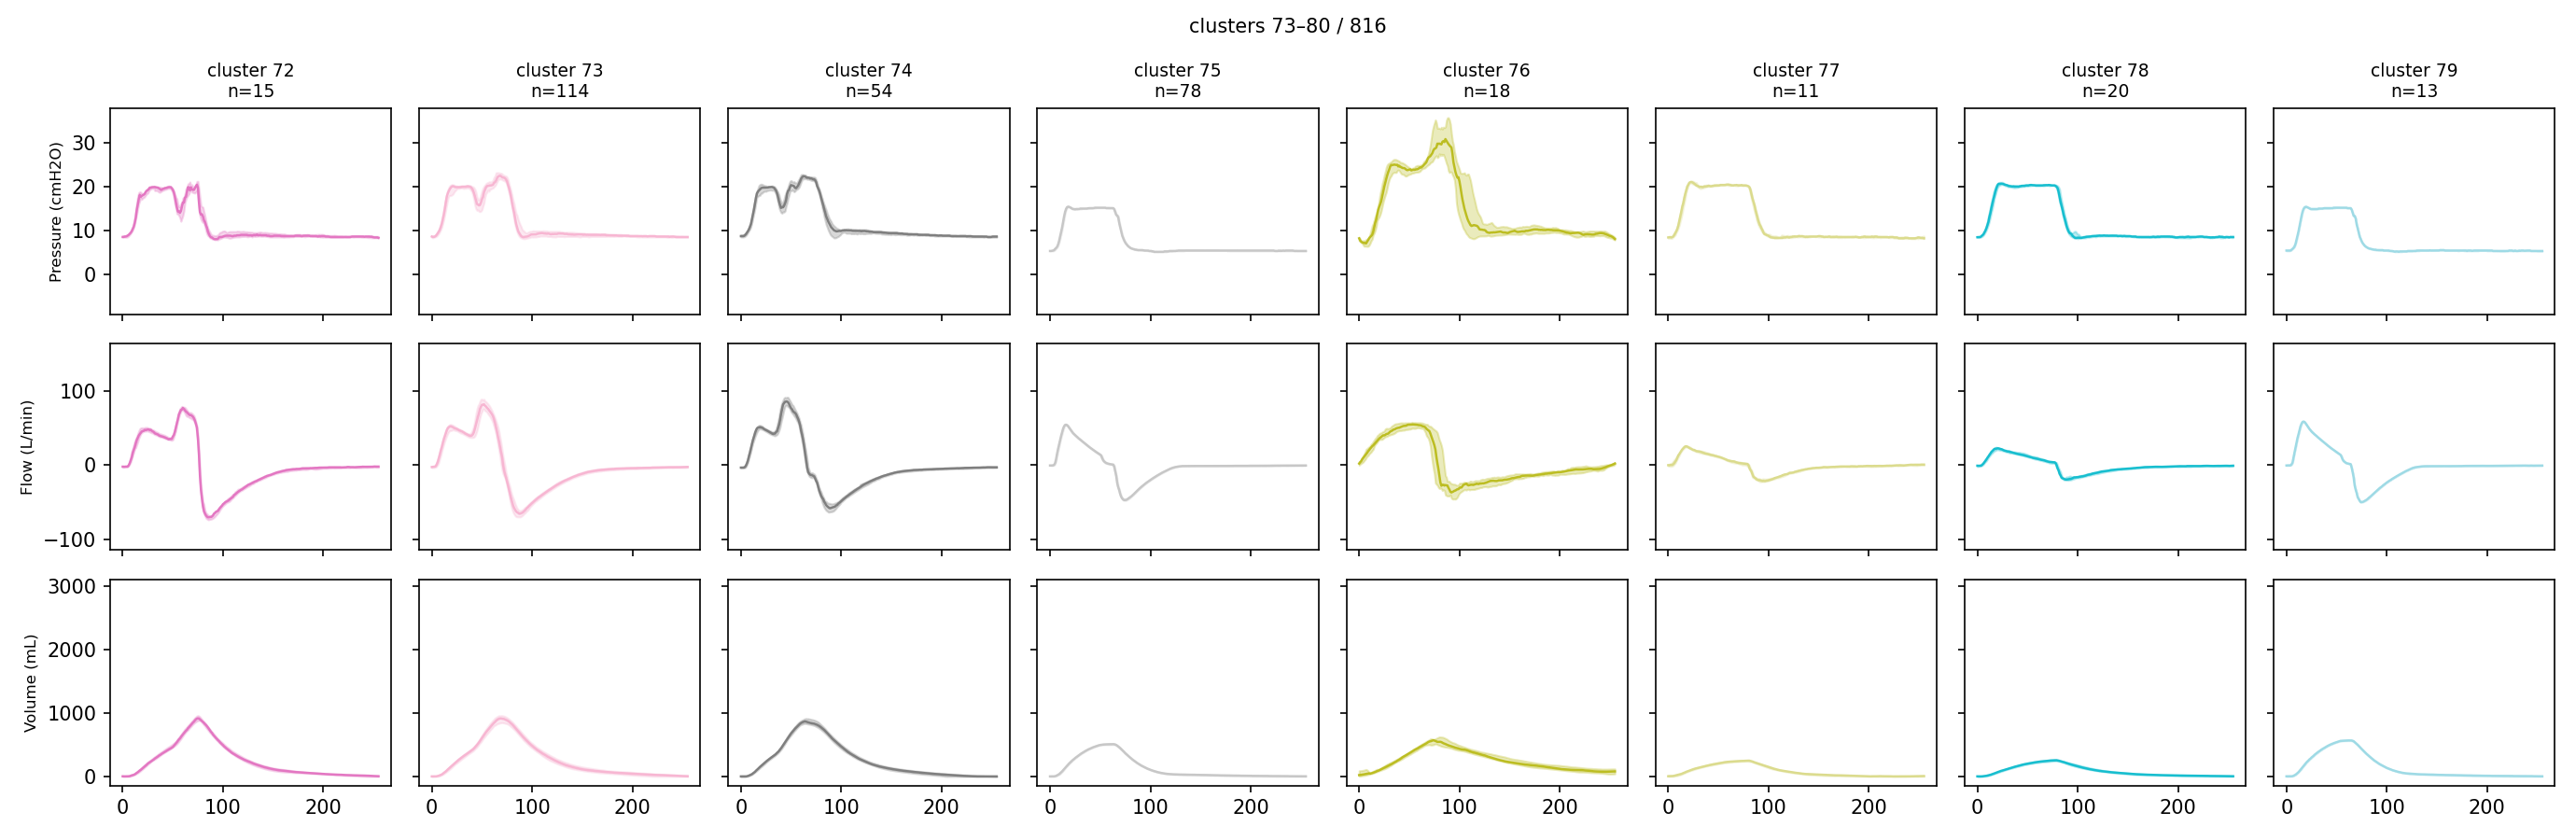 clusters 73–80 / 816
cluster 72
n=15
cluster 73
n=114
cluster 74
n=54
cluster 75
n=78
cluster 76
n=18
cluster 77
n=11
cluster 78
n=20
cluster 79
n=13
Pressure (cmH2O)
30
20
10
0
Flow (L/min)
100
0
−100
Volume (mL)
3000
2000
1000
0
0 100 200
0 100 200
0 100 200
0 100 200
0 100 200
0 100 200
0 100 200
0 100 200